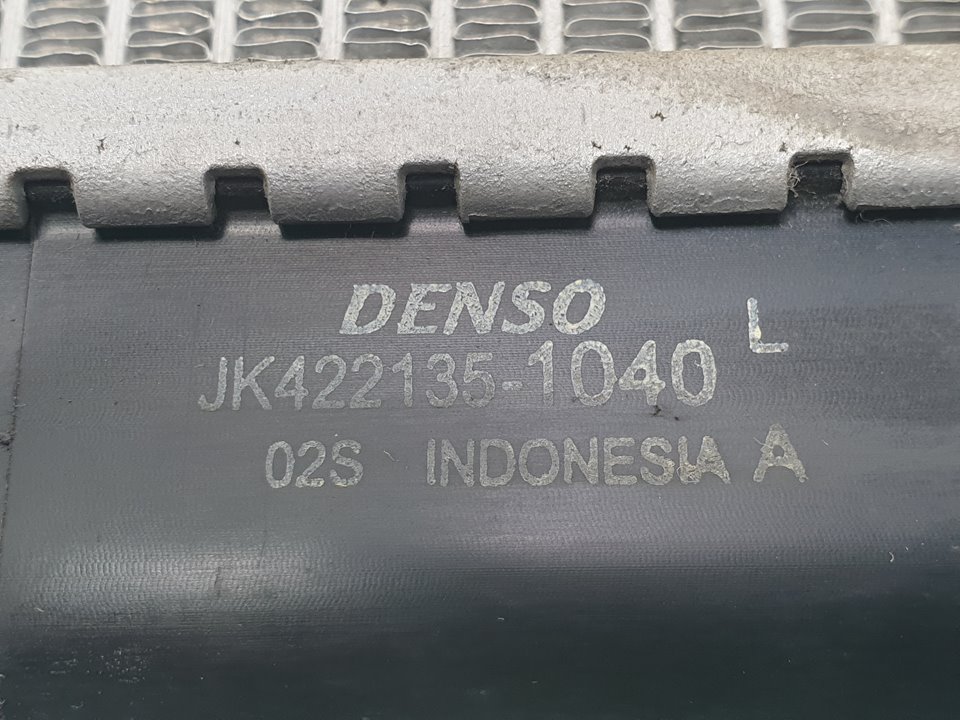 DENSO
JK422135-1040 L
02S INDONESIA A